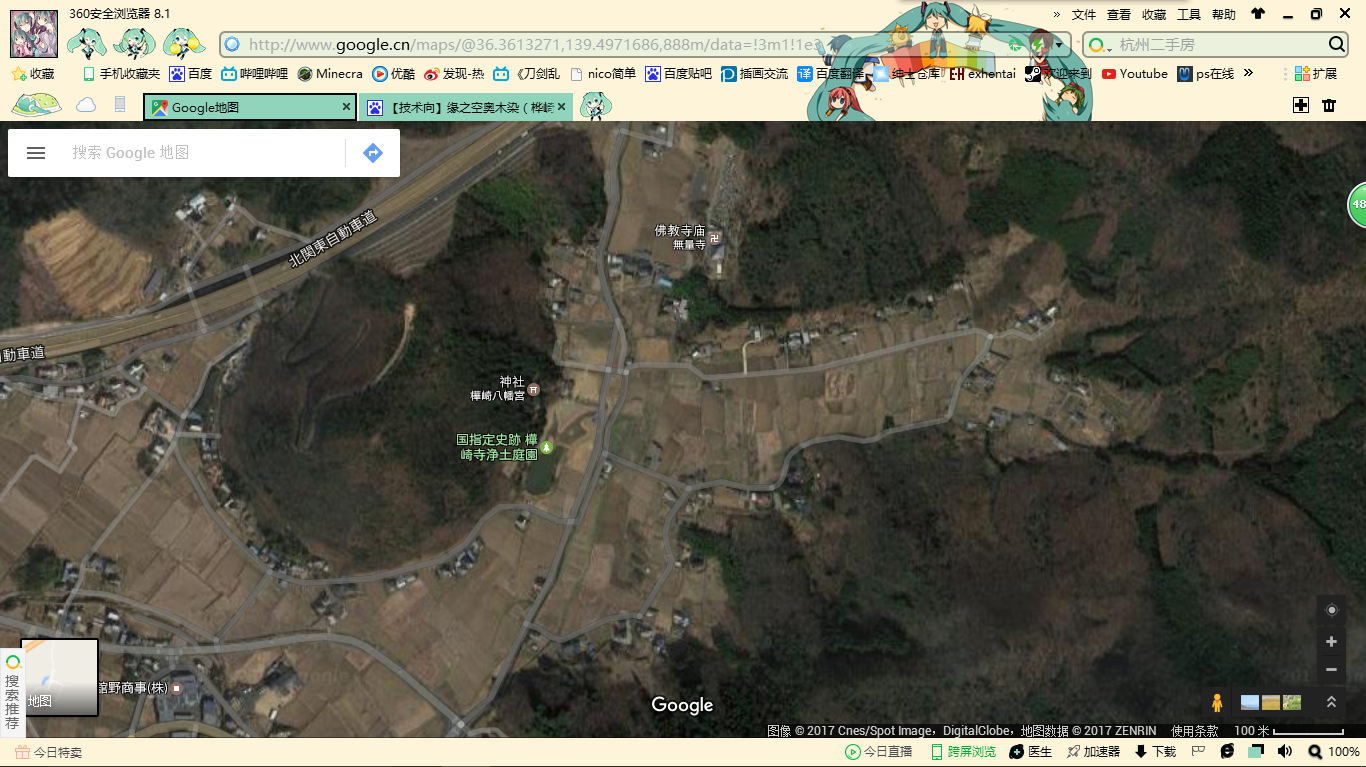 360安全浏览器 8.1
» 文件 查看 收藏 工具 帮助
http://www.google.cn/maps/@36.3613271,139.4971686,888m/data=!3m1!1e3
杭州二手房
收藏 手机收藏夹 百度 哔哩哔哩 Minecra 优酷 发现-热 《刀剑乱 nico简单 百度贴吧 插画交流 百度翻译 绅士仓库 exhentai 欢迎来到 Youtube ps在线 » 扩展
Google地图
【技术向】缘之空奥木染(桦崎
搜索 Google 地图
48
北関東自動車道
佛教寺庙
無量寺
動車道
神社
樺崎八幡宮
国指定史跡 樺
崎寺浄土庭園
搜索推荐
地图
館野商事(株)
Google
图像 © 2017 Cnes/Spot Image，DigitalGlobe，地图数据 © 2017 ZENRIN 使用条款 100 米
今日特卖
今日直播 跨屏浏览 医生 加速器 下载 100%